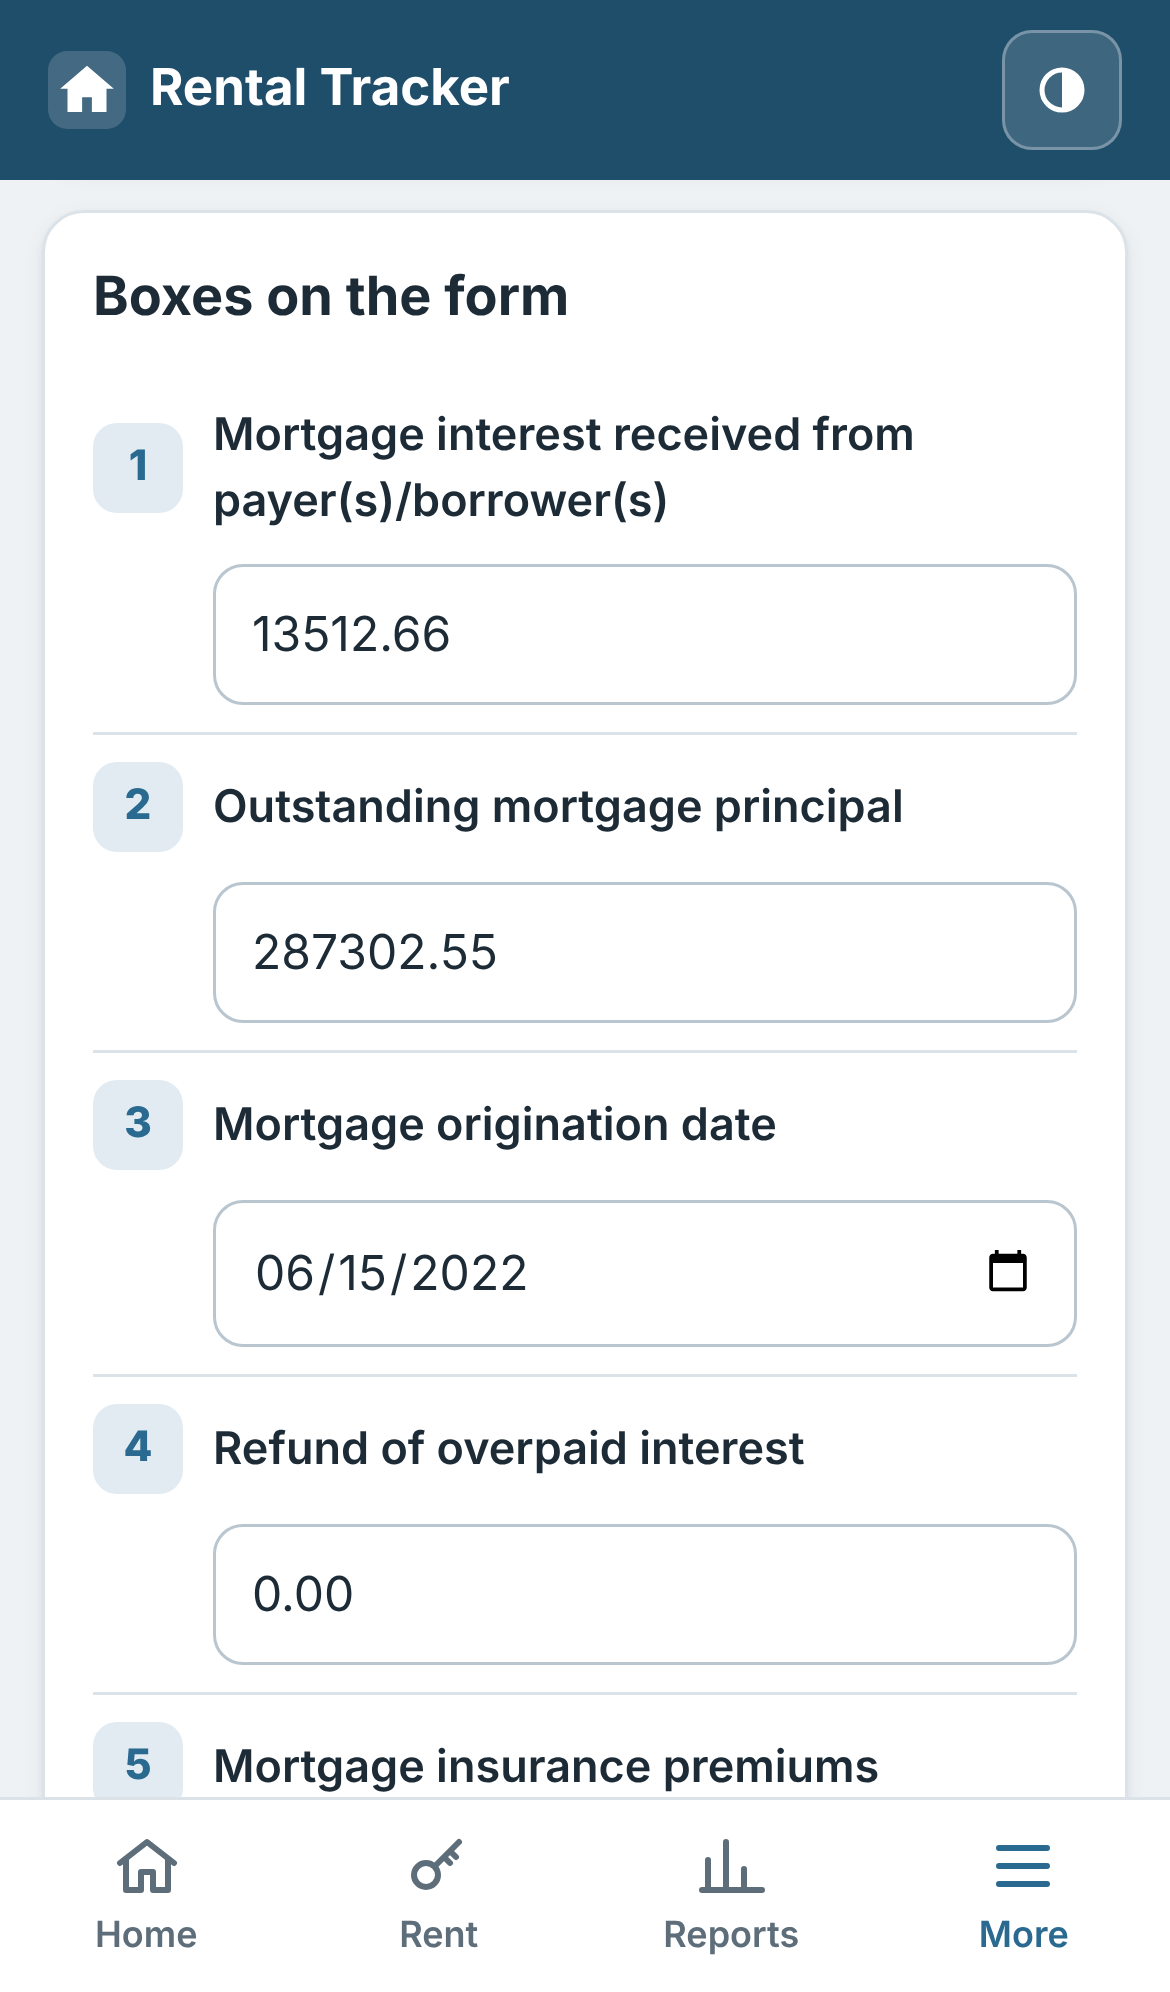 Rental Tracker
Boxes on the form
1
Mortgage interest received from
payer(s)/borrower(s)
13512.66
2
Outstanding mortgage principal
287302.55
3
Mortgage origination date
06/15/2022
4
Refund of overpaid interest
0.00
5
Mortgage insurance premiums
Home
Rent
Reports
More